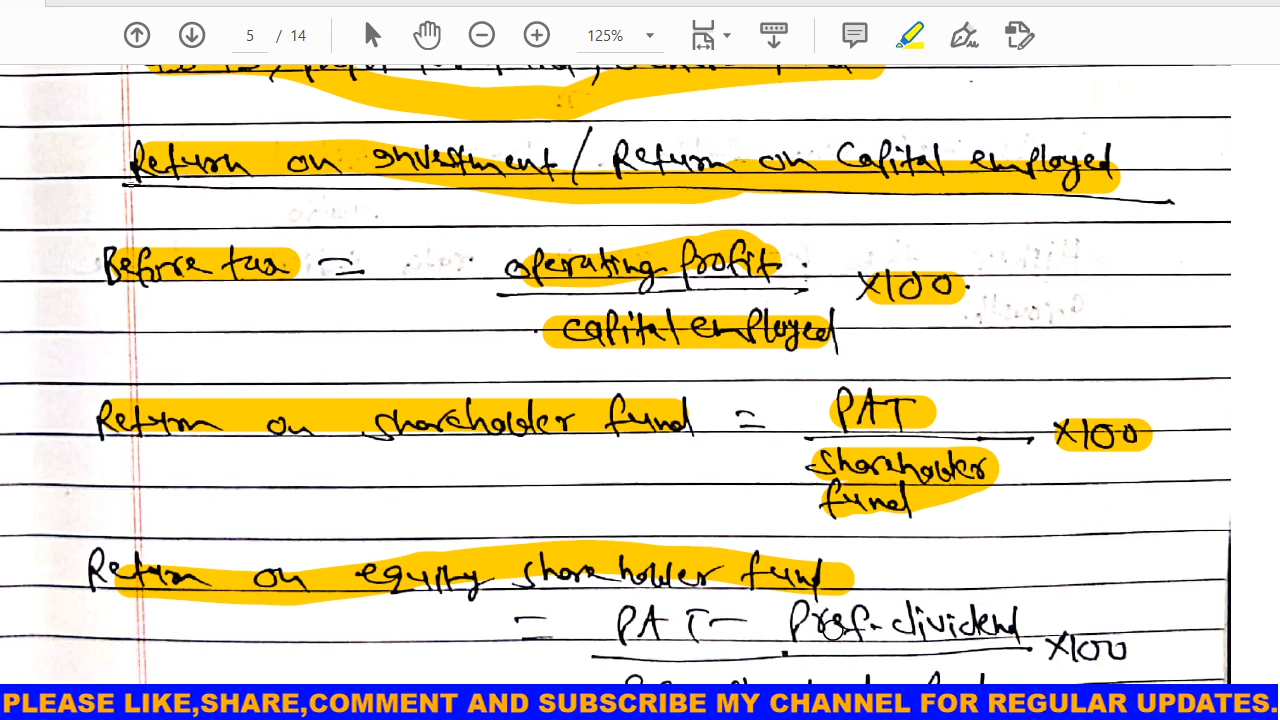 5 / 14
125%
Return on investment / Return on Capital employed
Before tax = operating profit
capital employed
×100
Return on shareholder fund = PAT
shareholder
fund
×100
Return on equity shareholder fund
= PAT - Pref. dividend
×100
PLEASE LIKE,SHARE,COMMENT AND SUBSCRIBE MY CHANNEL FOR REGULAR UPDATES.